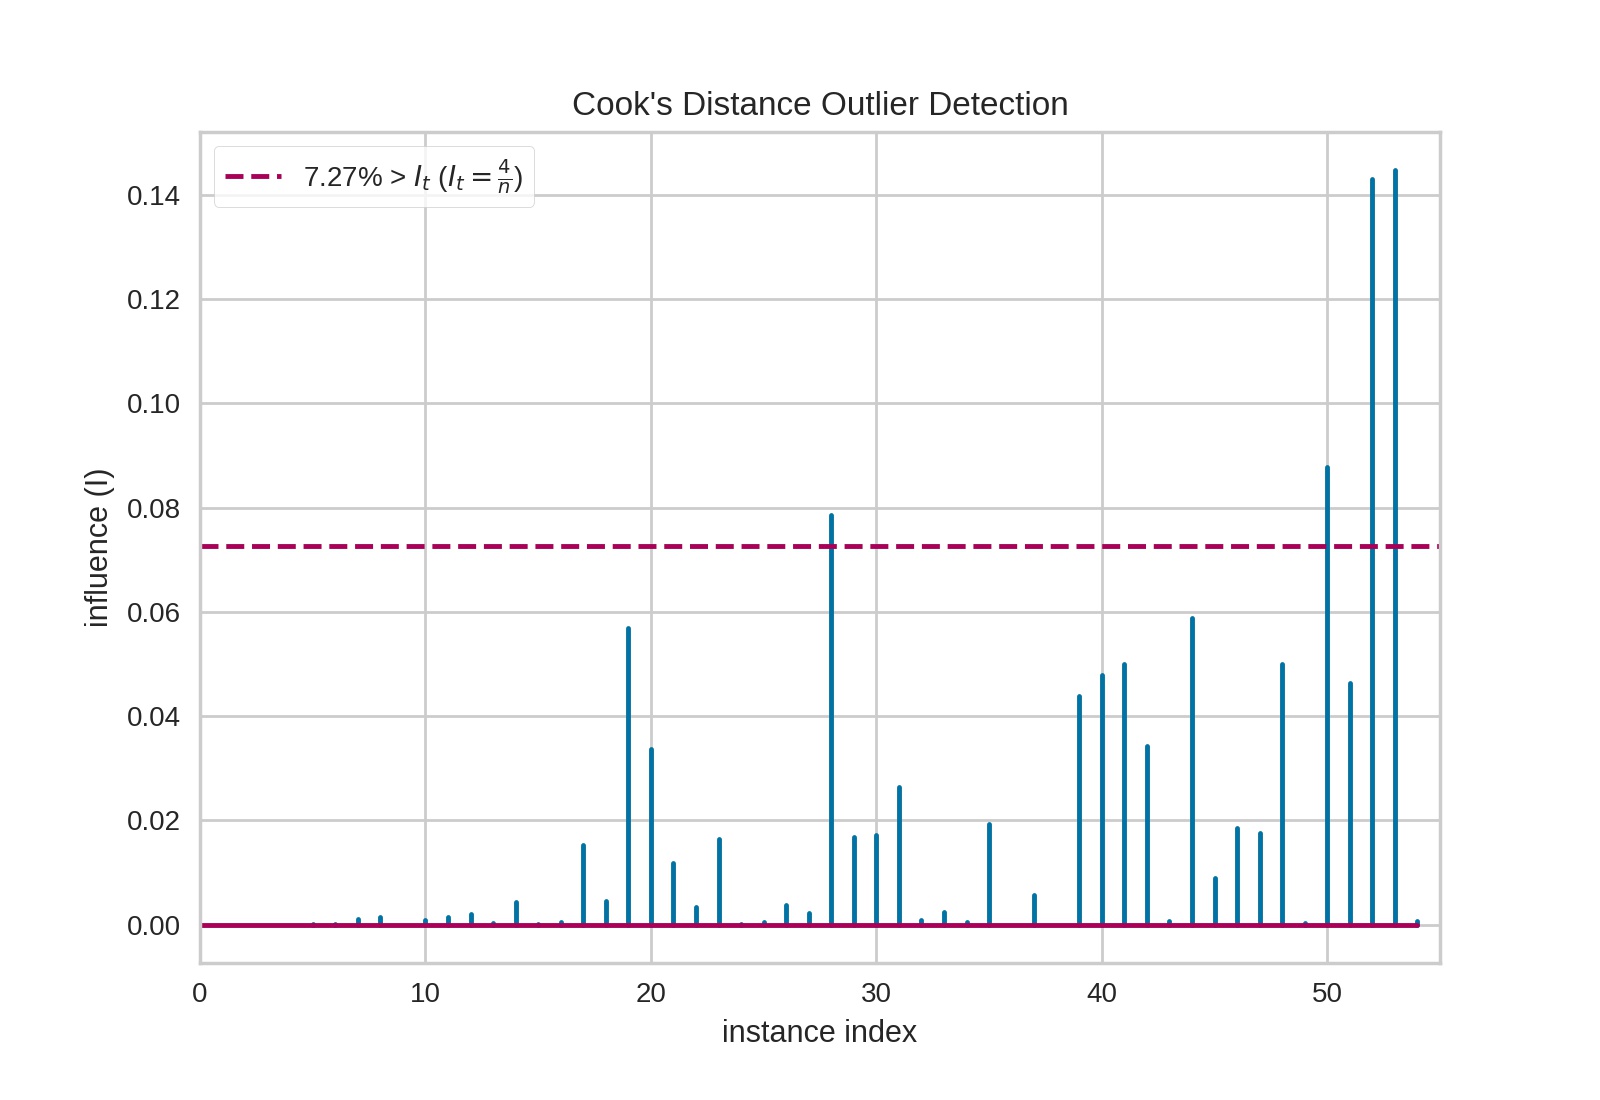 Cook's Distance Outlier Detection
7.27% > I_t (I_t = 4/n)
0.14
0.12
0.10
0.08
0.06
0.04
0.02
0.00
influence (I)
0 10 20 30 40 50
instance index